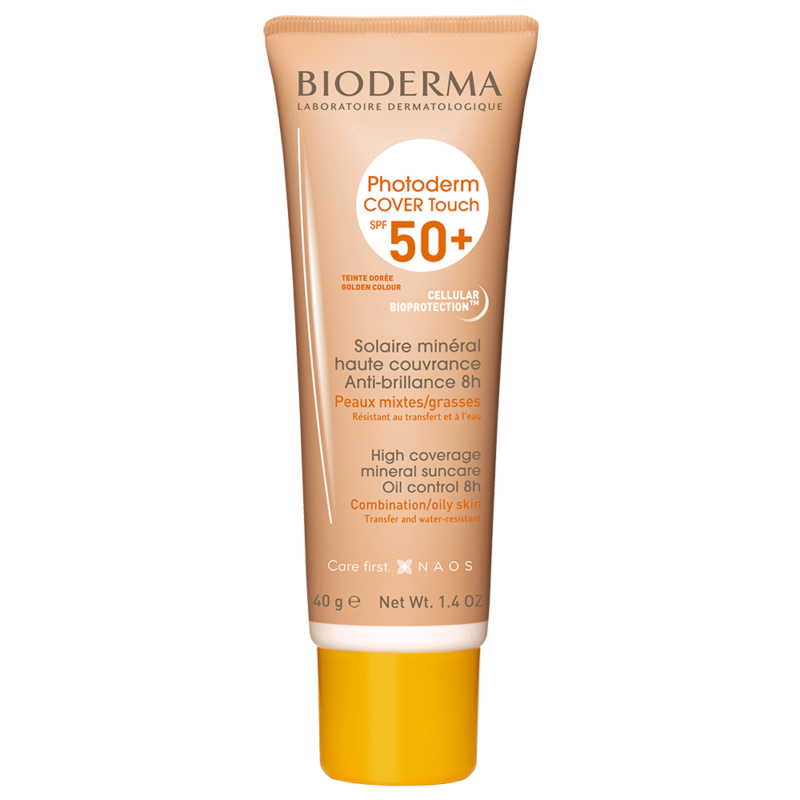 BIODERMA
LABORATOIRE DERMATOLOGIQUE
Photoderm
COVER Touch
SPF 50+
TEINTE DORÉE
GOLDEN COLOUR
CELLULAR
BIOPROTECTION™
Solaire minéral
haute couvrance
Anti-brillance 8h
Peaux mixtes/grasses
Résistant au transfert et à l'eau
High coverage
mineral suncare
Oil control 8h
Combination/oily skin
Transfer and water-resistant
Care first. NAOS
40 g ℮ Net Wt. 1.4 OZ